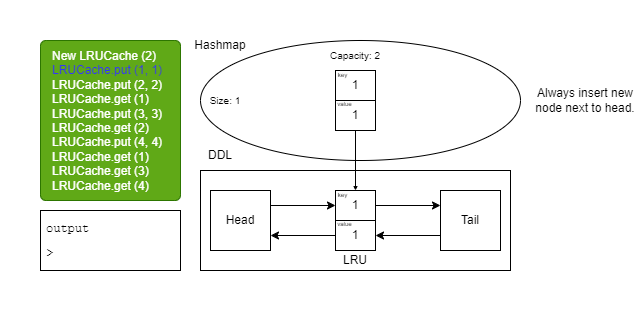 New LRUCache (2)
LRUCache.put (1, 1)
LRUCache.put (2, 2)
LRUCache.get (1)
LRUCache.put (3, 3)
LRUCache.get (2)
LRUCache.put (4, 4)
LRUCache.get (1)
LRUCache.get (3)
LRUCache.get (4)
output
>
Hashmap
Capacity: 2
key
1
Size: 1
value
1
Always insert new
node next to head.
DDL
Head
key
1
value
1
Tail
LRU